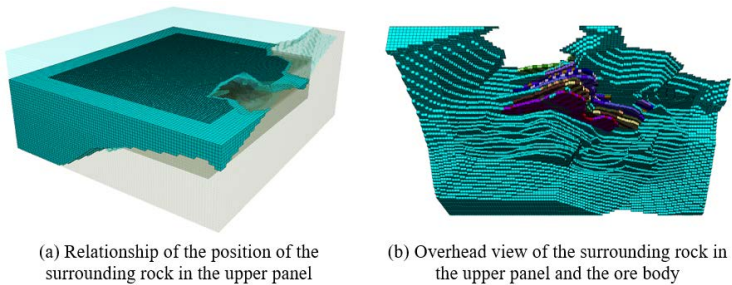 (a) Relationship of the position of the
surrounding rock in the upper panel
(b) Overhead view of the surrounding rock in
the upper panel and the ore body